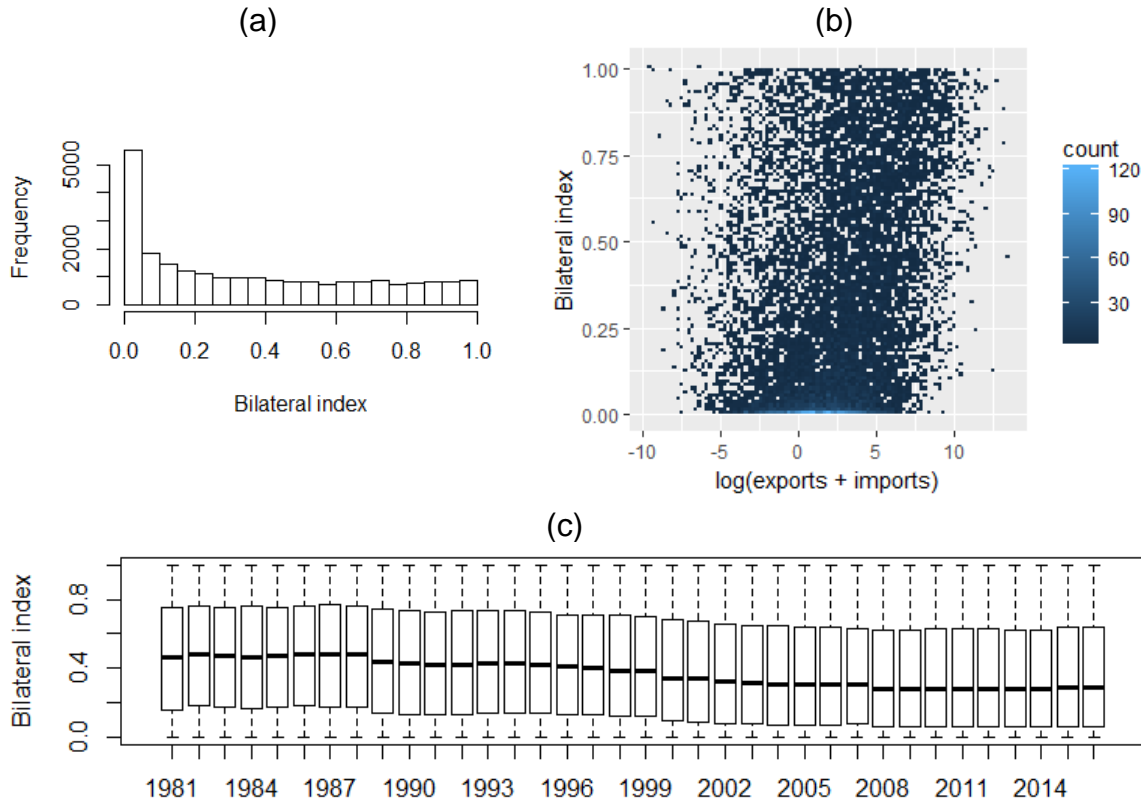 (a)
Frequency
5000
2000
0
0.0 0.2 0.4 0.6 0.8 1.0
Bilateral index
(b)
Bilateral index
1.00
0.75
0.50
0.25
0.00
-10 -5 0 5 10
log(exports + imports)
count
120
90
60
30
(c)
Bilateral index
0.8
0.4
0.0
1981 1984 1987 1990 1993 1996 1999 2002 2005 2008 2011 2014